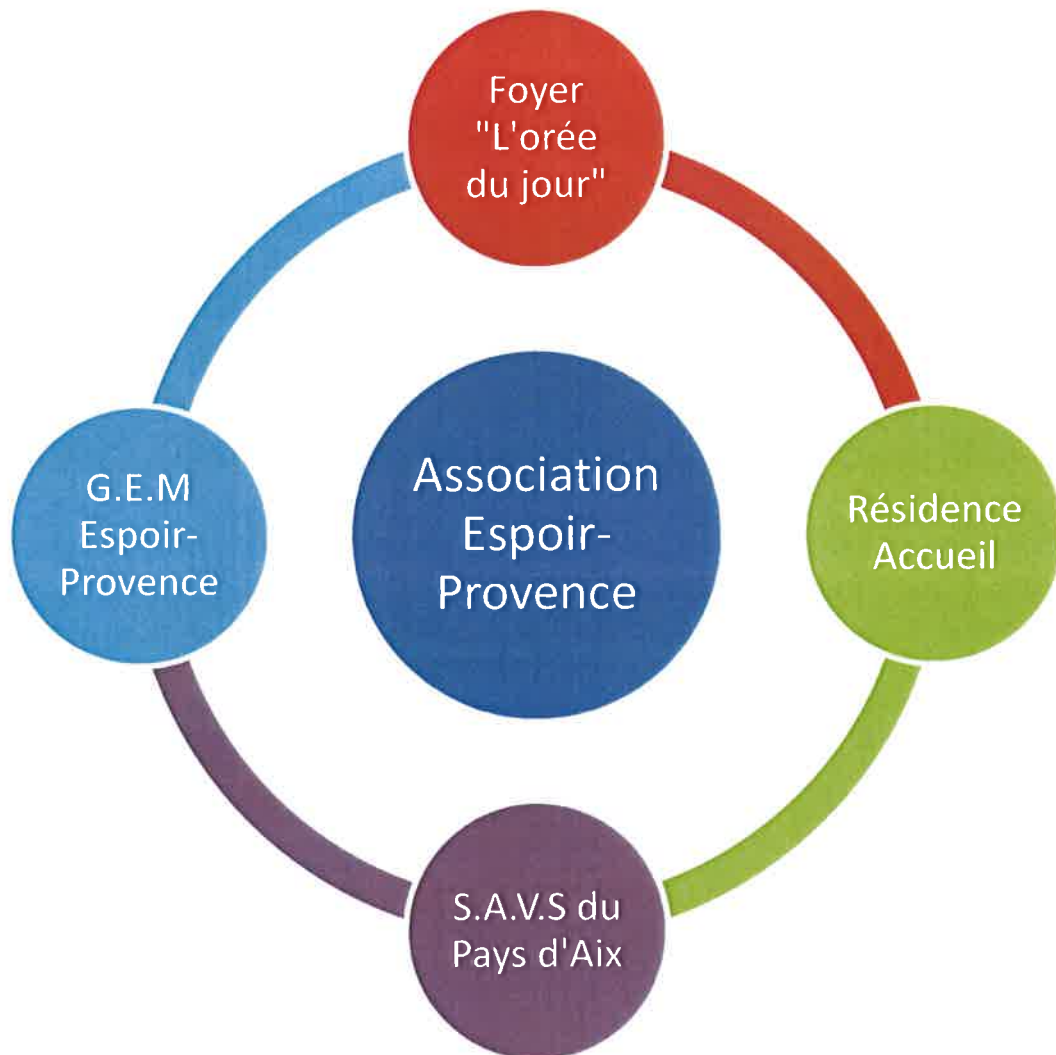 Foyer
"L'orée
du jour"
G.E.M
Espoir-
Provence
Association
Espoir-
Provence
Résidence
Accueil
S.A.V.S du
Pays d'Aix